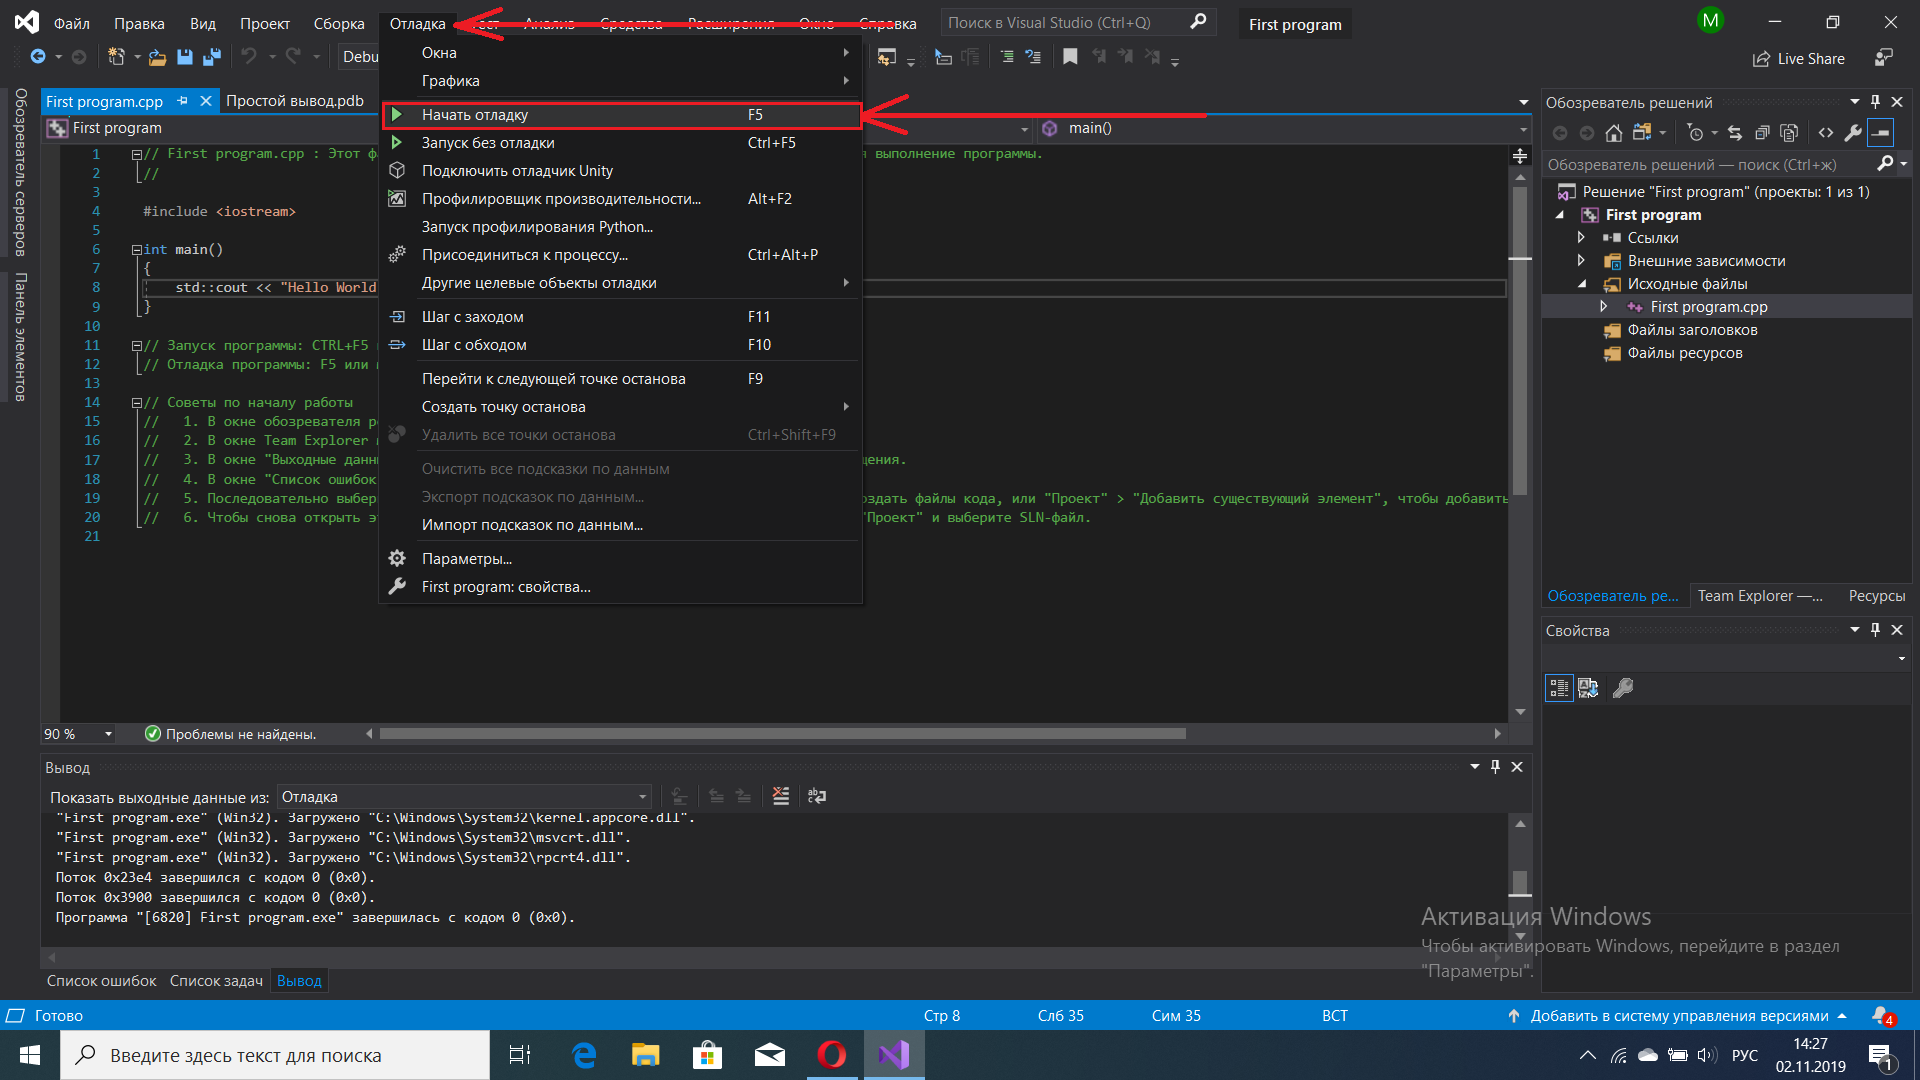 Файл Правка Вид Проект Сборка Отладка Тест Анализ Средства Расширения Окно Справка
Поиск в Visual Studio (Ctrl+Q)
First program
M
Debu
Live Share
Обозреватель серверов
Панель элементов
First program.cpp
Простой вывод.pdb
First program
main()
1 // First program.cpp : Этот ф
я выполнение программы.
2 //
3
4 #include <iostream>
5
6 int main()
7 {
8 std::cout << "Hello World
9 }
10
11 // Запуск программы: CTRL+F5
12 // Отладка программы: F5 или
13
14 // Советы по началу работы
15 // 1. В окне обозревателя
16 // 2. В окне Team Explorer
17 // 3. В окне "Выходные данн
щения.
18 // 4. В окне "Список ошибок
19 // 5. Последовательно выбер
оздать файлы кода, или "Проект" > "Добавить существующий элемент", чтобы добавить
20 // 6. Чтобы снова открыть э
"Проект" и выберите SLN-файл.
21
Окна
Графика
Начать отладку F5
Запуск без отладки Ctrl+F5
Подключить отладчик Unity
Профилировщик производительности... Alt+F2
Запуск профилирования Python...
Присоединиться к процессу... Ctrl+Alt+P
Другие целевые объекты отладки
Шаг с заходом F11
Шаг с обходом F10
Перейти к следующей точке останова F9
Создать точку останова
Удалить все точки останова Ctrl+Shift+F9
Очистить все подсказки по данным
Экспорт подсказок по данным...
Импорт подсказок по данным...
Параметры...
First program: свойства...
90 %
Проблемы не найдены.
Обозреватель решений
Обозреватель решений — поиск (Ctrl+ж)
Решение "First program" (проекты: 1 из 1)
First program
Ссылки
Внешние зависимости
Исходные файлы
First program.cpp
Файлы заголовков
Файлы ресурсов
Обозреватель ре... Team Explorer —... Ресурсы
Свойства
Вывод
Показать выходные данные из: Отладка
"First program.exe" (Win32). Загружено "C:\Windows\System32\kernel.appcore.dll".
"First program.exe" (Win32). Загружено "C:\Windows\System32\msvcrt.dll".
"First program.exe" (Win32). Загружено "C:\Windows\System32\rpcrt4.dll".
Поток 0x23e4 завершился с кодом 0 (0x0).
Поток 0x3900 завершился с кодом 0 (0x0).
Программа "[6820] First program.exe" завершилась с кодом 0 (0x0).
Активация Windows
Чтобы активировать Windows, перейдите в раздел
"Параметры".
Список ошибок Список задач Вывод
Готово
Стр 8
Слб 35
Сим 35
ВСТ
Добавить в систему управления версиями
4
Введите здесь текст для поиска
РУС
14:27
02.11.2019
1